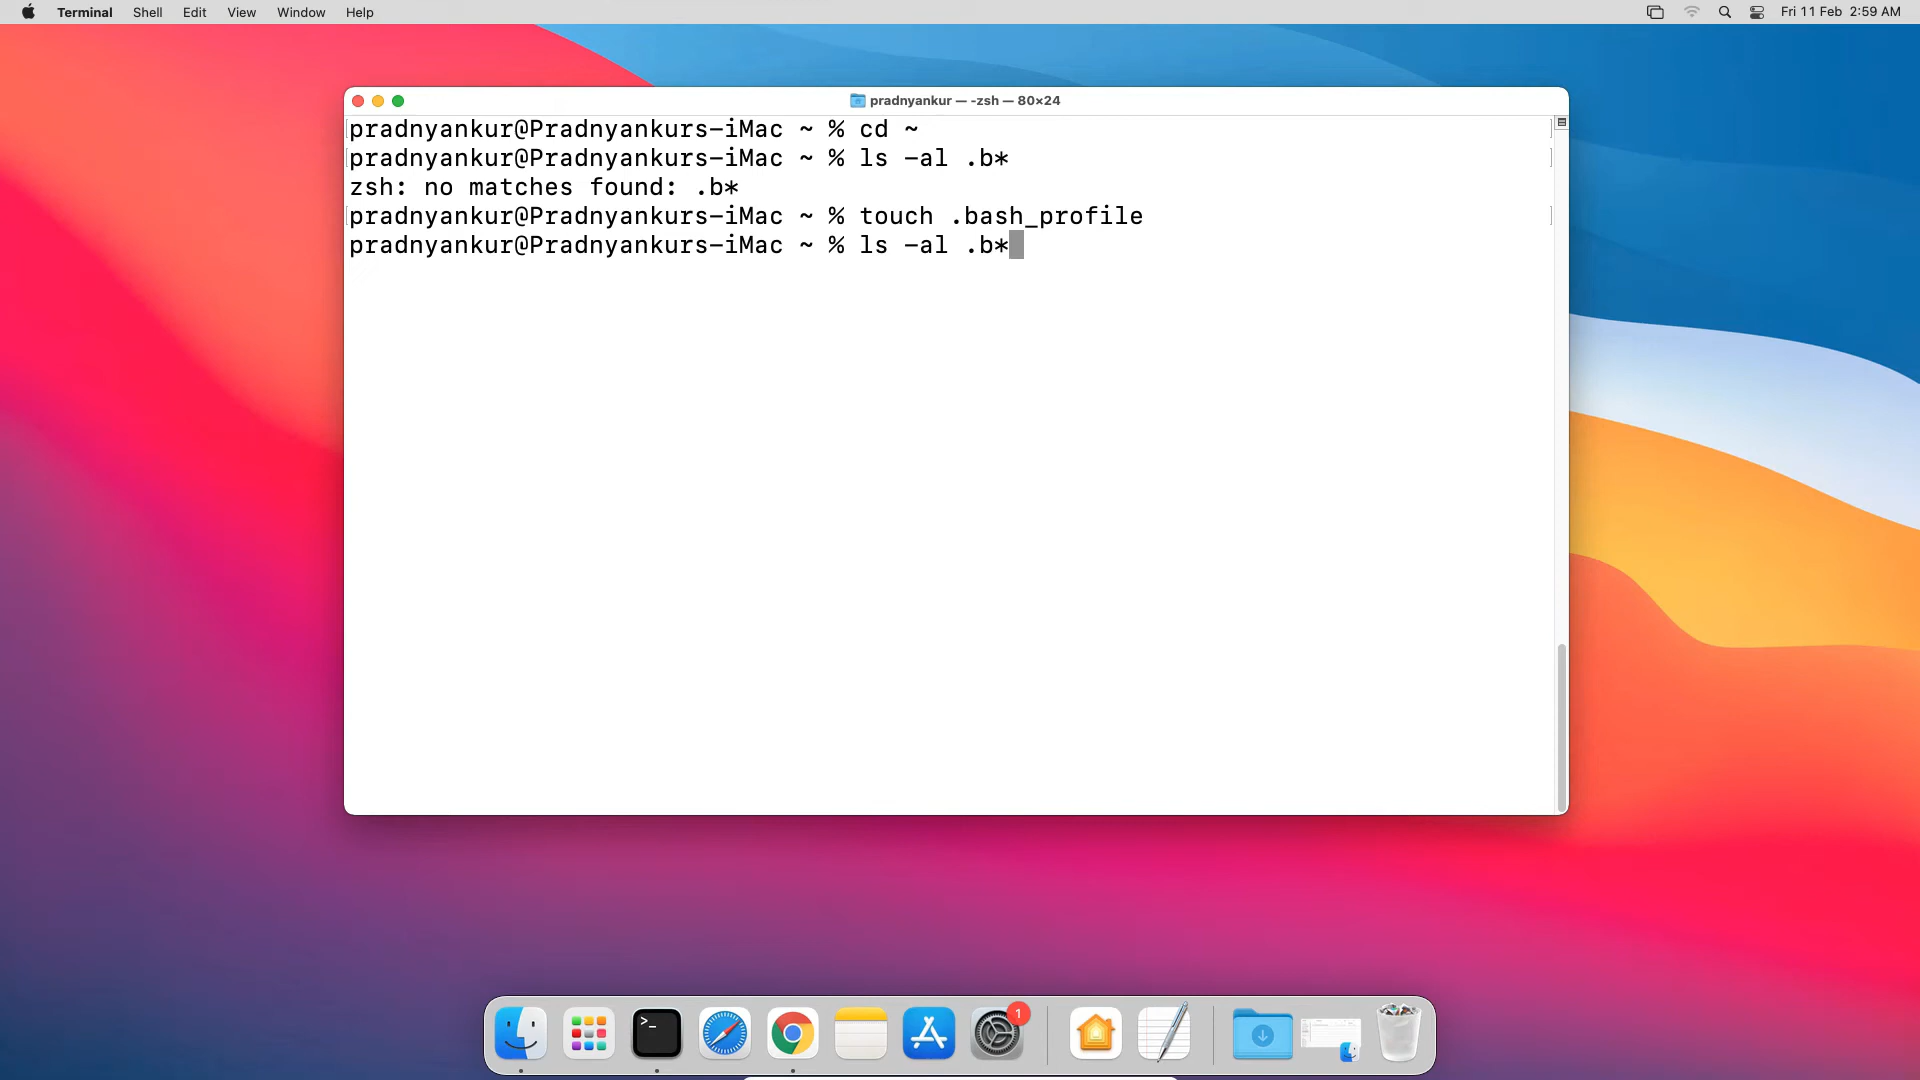 Terminal Shell Edit View Window Help Fri 11 Feb 2:59 AM
pradnyankur — -zsh — 80×24
pradnyankur@Pradnyankurs-iMac ~ % cd ~
pradnyankur@Pradnyankurs-iMac ~ % ls -al .b*
zsh: no matches found: .b*
pradnyankur@Pradnyankurs-iMac ~ % touch .bash_profile
pradnyankur@Pradnyankurs-iMac ~ % ls -al .b*
>_
1